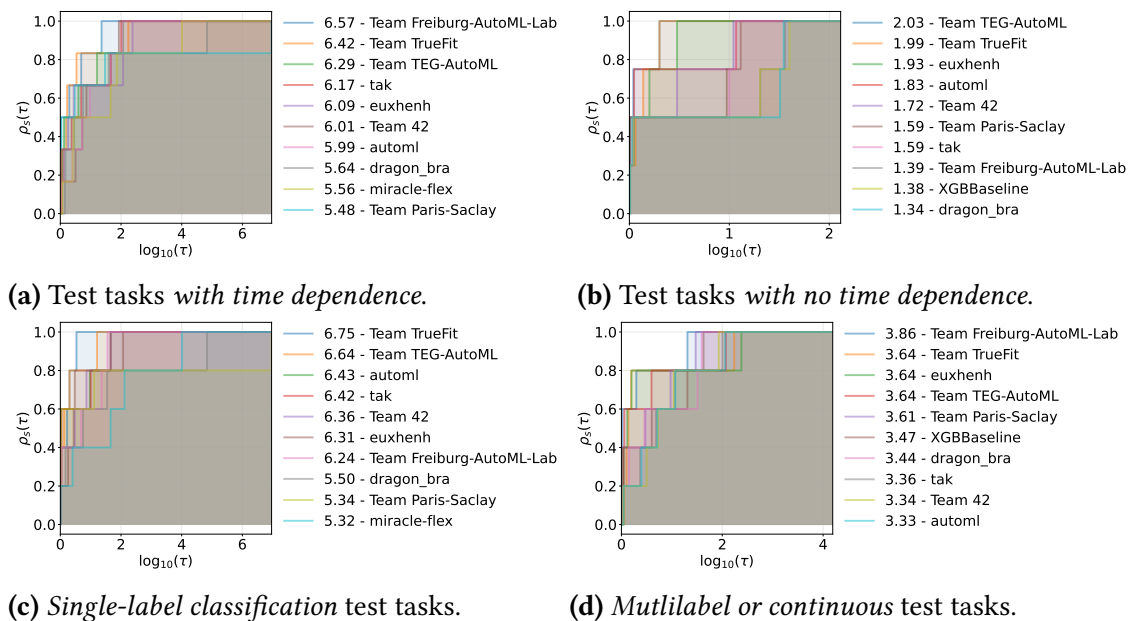 1.0
0.8
0.6
0.4
0.2
0.0
0
2
4
6
ρs(τ)
log10(τ)
6.57 - Team Freiburg-AutoML-Lab
6.42 - Team TrueFit
6.29 - Team TEG-AutoML
6.17 - tak
6.09 - euxhenh
6.01 - Team 42
5.99 - automl
5.64 - dragon_bra
5.56 - miracle-flex
5.48 - Team Paris-Saclay
(a) Test tasks with time dependence.
1.0
0.8
0.6
0.4
0.2
0.0
0
1
2
ρs(τ)
log10(τ)
2.03 - Team TEG-AutoML
1.99 - Team TrueFit
1.93 - euxhenh
1.83 - automl
1.72 - Team 42
1.59 - Team Paris-Saclay
1.59 - tak
1.39 - Team Freiburg-AutoML-Lab
1.38 - XGBBaseline
1.34 - dragon_bra
(b) Test tasks with no time dependence.
1.0
0.8
0.6
0.4
0.2
0.0
0
2
4
6
ρs(τ)
log10(τ)
6.75 - Team TrueFit
6.64 - Team TEG-AutoML
6.43 - automl
6.42 - tak
6.36 - Team 42
6.31 - euxhenh
6.24 - Team Freiburg-AutoML-Lab
5.50 - dragon_bra
5.34 - Team Paris-Saclay
5.32 - miracle-flex
(c) Single-label classification test tasks.
1.0
0.8
0.6
0.4
0.2
0.0
0
2
4
ρs(τ)
log10(τ)
3.86 - Team Freiburg-AutoML-Lab
3.64 - Team TrueFit
3.64 - euxhenh
3.64 - Team TEG-AutoML
3.61 - Team Paris-Saclay
3.47 - XGBBaseline
3.44 - dragon_bra
3.36 - tak
3.34 - Team 42
3.33 - automl
(d) Mutlilabel or continuous test tasks.